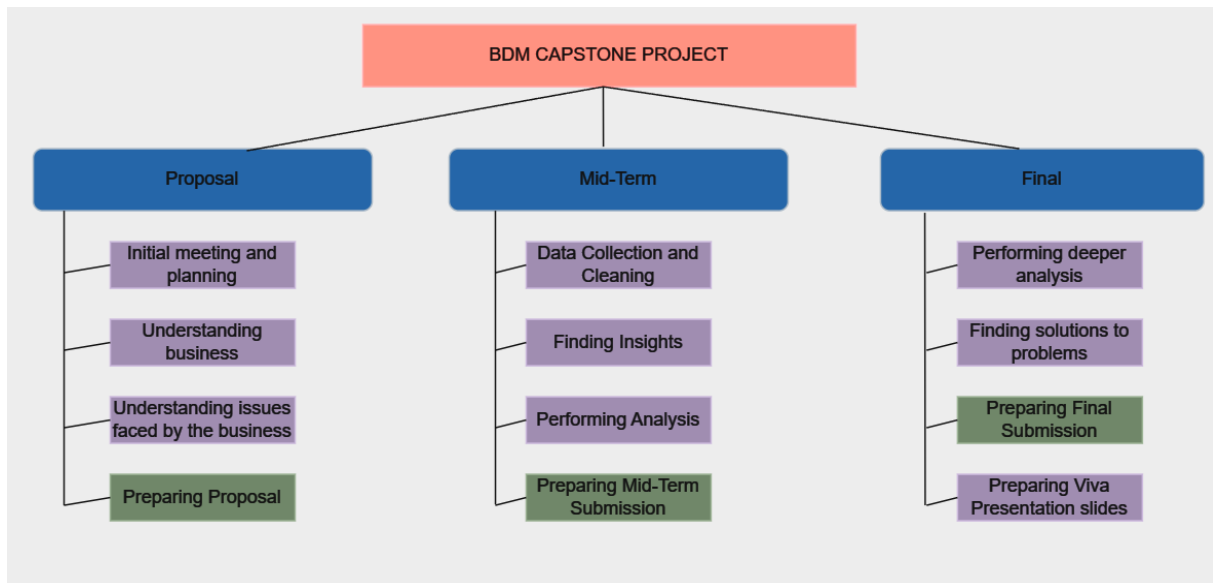 BDM CAPSTONE PROJECT
Proposal
Initial meeting and
planning
Understanding
business
Understanding issues
faced by the business
Preparing Proposal
Mid-Term
Data Collection and
Cleaning
Finding Insights
Performing Analysis
Preparing Mid-Term
Submission
Final
Performing deeper
analysis
Finding solutions to
problems
Preparing Final
Submission
Preparing Viva
Presentation slides